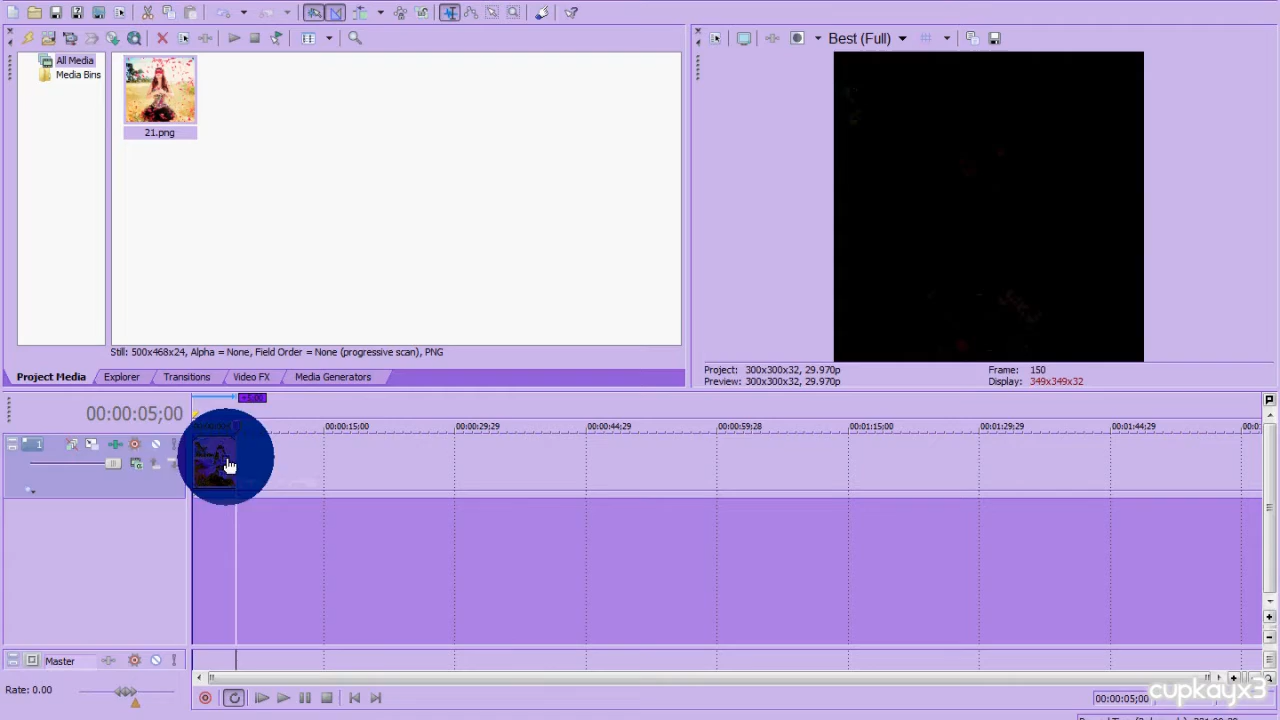 Best (Full)
All Media
Media Bins
21.png
Still: 500x468x24, Alpha = None, Field Order = None (progressive scan), PNG
Project: 300x300x32, 29.970p
Frame: 150
Preview: 300x300x32, 29.970p
Display: 349x349x32
Project Media
Explorer
Transitions
Video FX
Media Generators
+5:00
00:00:05;00
00:00:15;00
00:00:29;29
00:00:44;29
00:00:59;28
00:01:15;00
00:01:29;29
00:01:44;29
1
Master
Rate: 0.00
00:00:05;00
cupkayx3